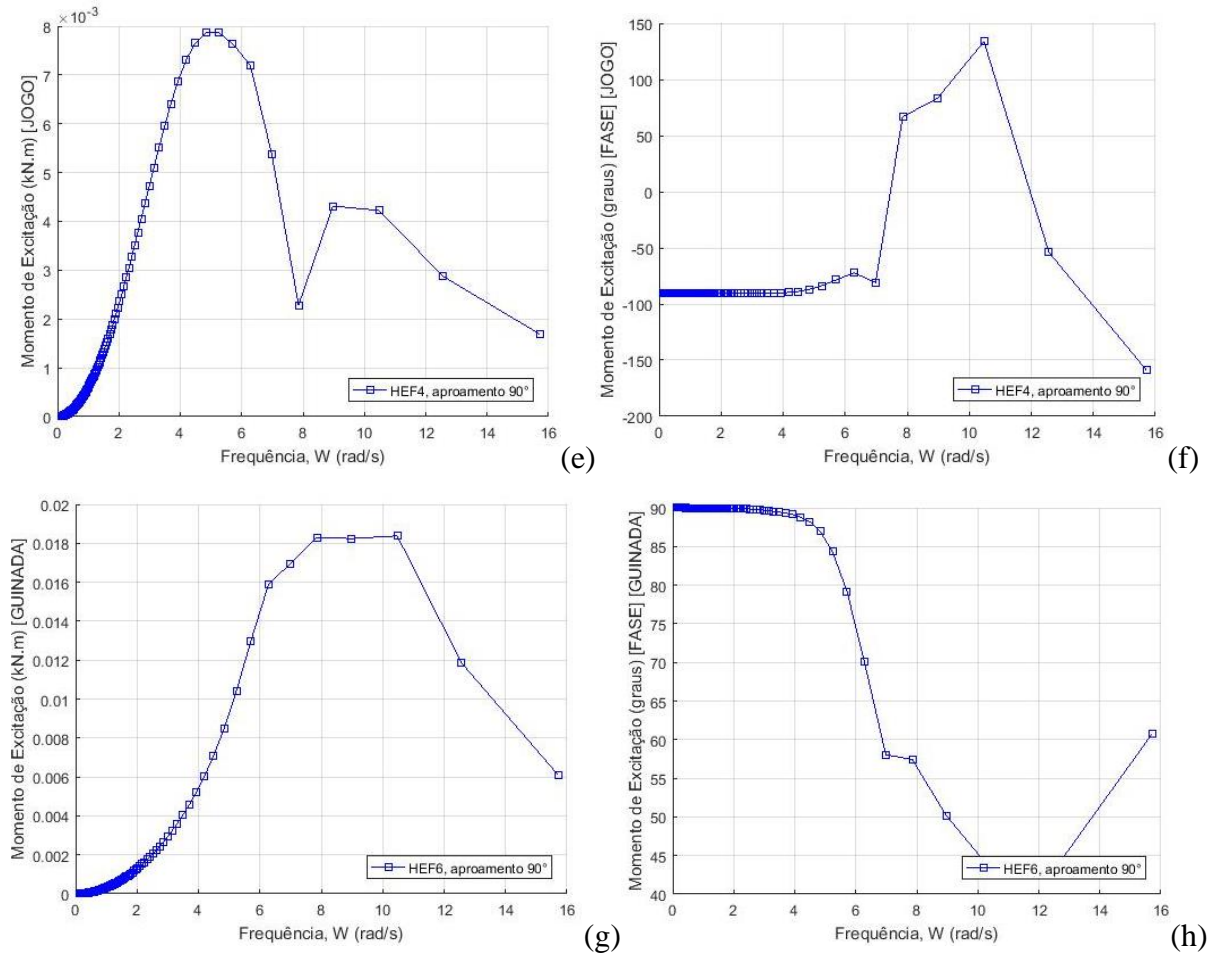 ×10⁻³
8
7
6
5
4
3
2
1
0
Momento de Excitação (kN.m) [JOGO]
HEF4, aproamento 90°
0 2 4 6 8 10 12 14 16
Frequência, W (rad/s)
(e)
150
100
50
0
-50
-100
-150
-200
Momento de Excitação (graus) [FASE] [JOGO]
HEF4, aproamento 90°
0 2 4 6 8 10 12 14 16
Frequência, W (rad/s)
(f)
0.02
0.018
0.016
0.014
0.012
0.01
0.008
0.006
0.004
0.002
0
Momento de Excitação (kN.m) [GUINADA]
HEF6, aproamento 90°
0 2 4 6 8 10 12 14 16
Frequência, W (rad/s)
(g)
90
85
80
75
70
65
60
55
50
45
40
Momento de Excitação (graus) [FASE] [GUINADA]
HEF6, aproamento 90°
0 2 4 6 8 10 12 14 16
Frequência, W (rad/s)
(h)